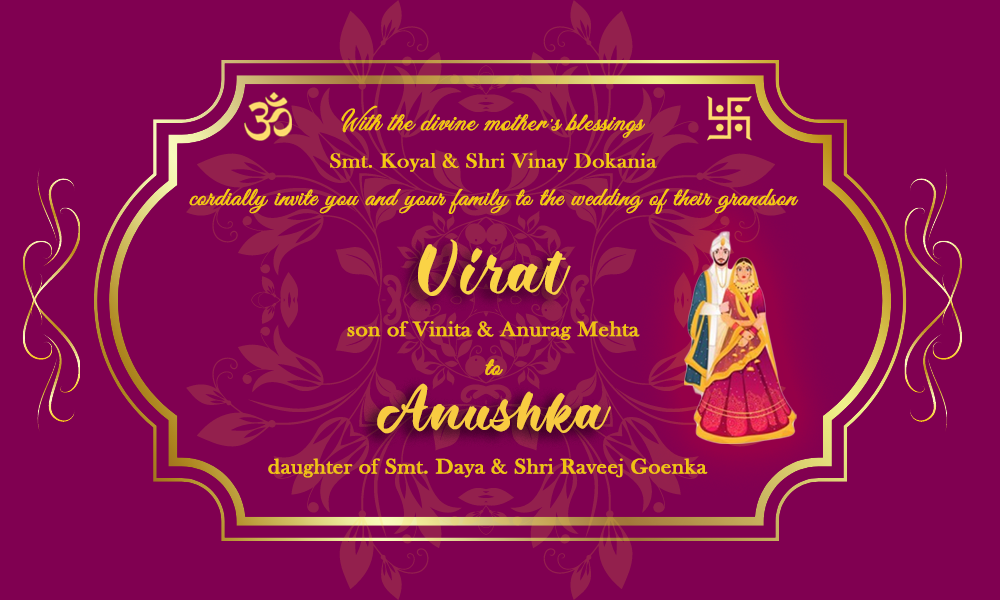 ॐ
With the divine mother's blessings
Smt. Koyal & Shri Vinay Dokania
cordially invite you and your family to the wedding of their grandson
Virat
son of Vinita & Anurag Mehta
to
Anushka
daughter of Smt. Daya & Shri Raveej Goenka